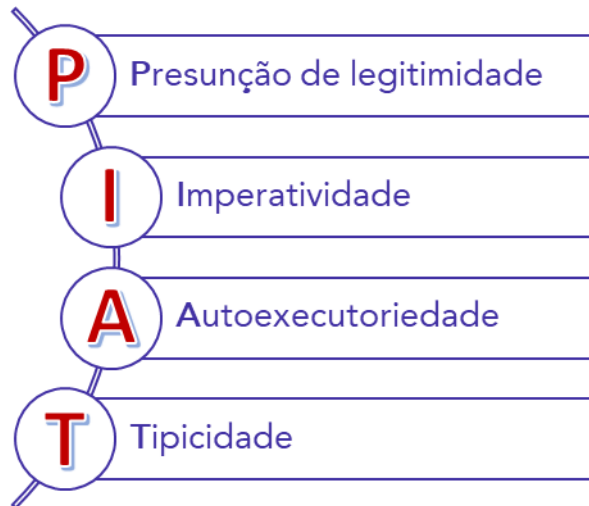 P Presunção de legitimidade
I Imperatividade
A Autoexecutoriedade
T Tipicidade